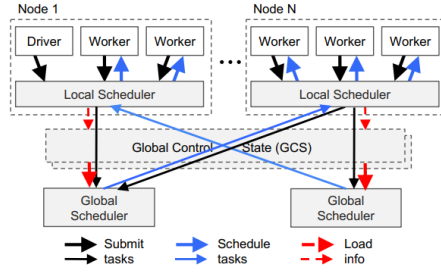 Node 1
Node N
Driver
Worker
Worker
...
Worker
Worker
Worker
Local Scheduler
Local Scheduler
Global Control State (GCS)
Global
Scheduler
Global
Scheduler
Submit
tasks
Schedule
tasks
Load
info